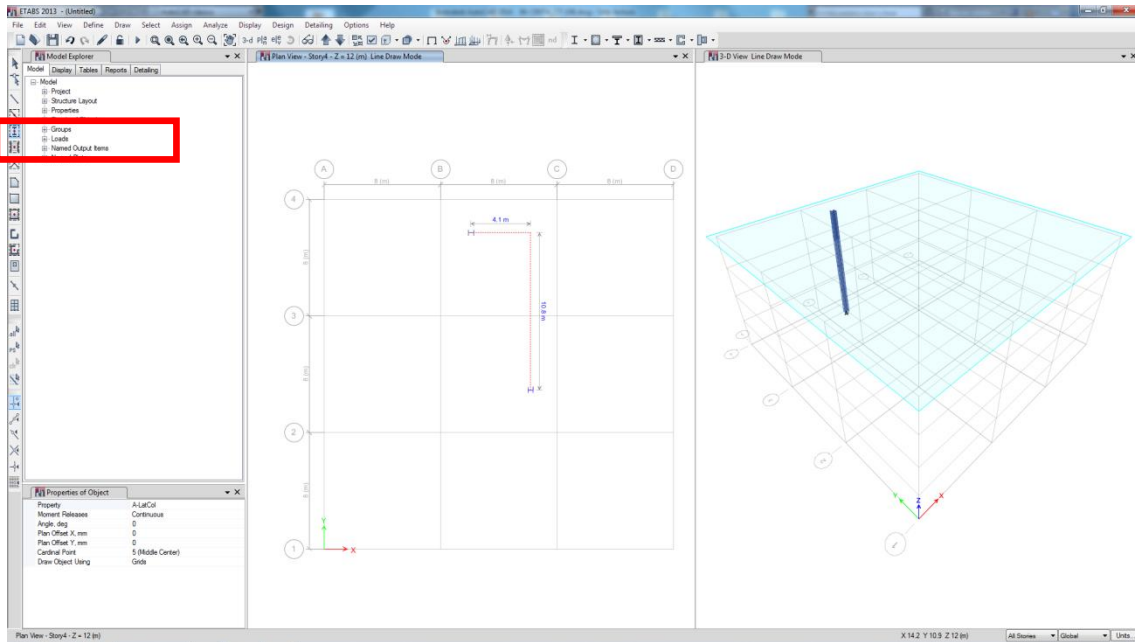 ETABS 2013 - (Untitled)
File Edit View Define Draw Select Assign Analyze Display Design Detailing Options Help
Model Explorer
Model Display Tables Reports Detailing
Model
Project
Structure Layout
Properties
Groups
Loads
Named Output Items
Properties of Object
Property A-LatCol
Moment Releases Continuous
Angle, deg 0
Plan Offset X, mm 0
Plan Offset Y, mm 0
Cardinal Point 5 (Middle Center)
Draw Object Using Grids
Plan View - Story4 - Z = 12 (m) Line Draw Mode
A B C D
8 (m) 8 (m) 8 (m)
4
4.1 m
8 (m)
3
10.8 m
8 (m)
2
8 (m)
Y
1
X
3-D View Line Draw Mode
Y Z X
Plan View - Story4 - Z = 12 (m)
X 14.2 Y 10.9 Z 12 (m)
All Stories Global Units